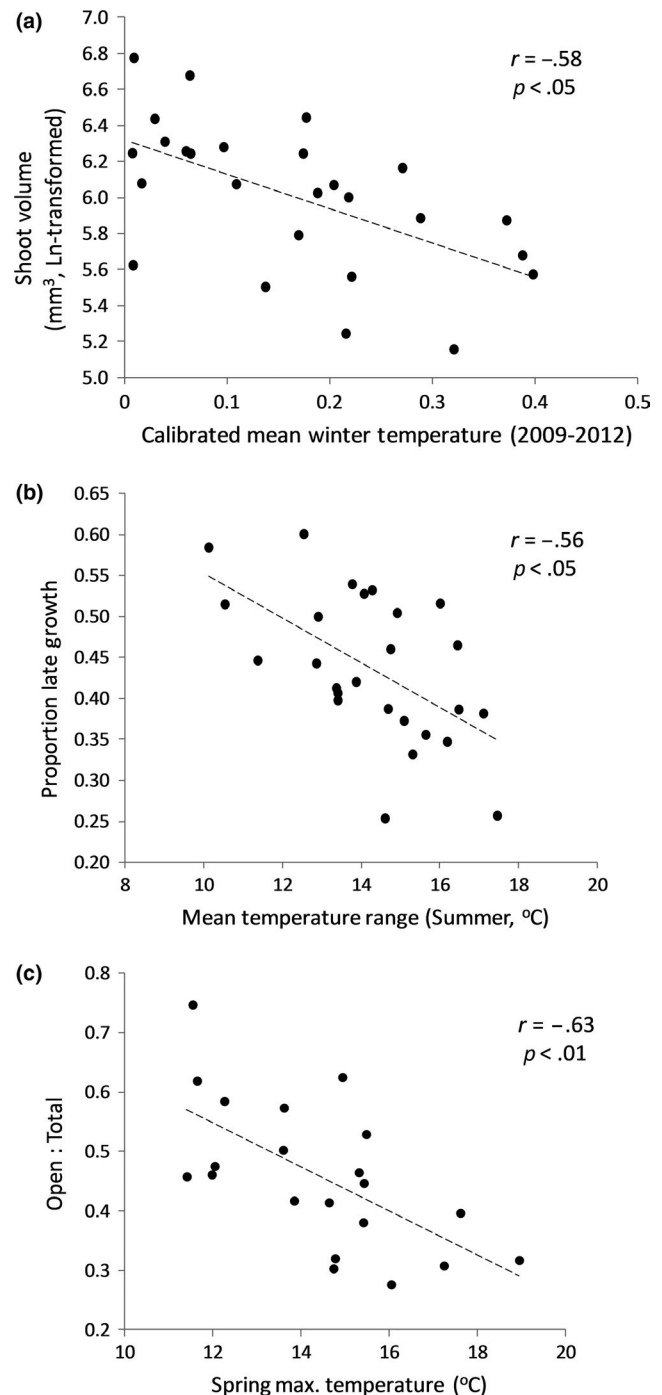 (a)
7.0
6.8
6.6
6.4
6.2
6.0
5.8
5.6
5.4
5.2
5.0
Shoot volume
(mm³, Ln-transformed)
r = –.58
p < .05
0 0.1 0.2 0.3 0.4 0.5
Calibrated mean winter temperature (2009-2012)
(b)
0.65
0.60
0.55
0.50
0.45
0.40
0.35
0.30
0.25
0.20
Proportion late growth
r = –.56
p < .05
8 10 12 14 16 18 20
Mean temperature range (Summer, ºC)
(c)
0.8
0.7
0.6
0.5
0.4
0.3
0.2
Open : Total
r = –.63
p < .01
10 12 14 16 18 20
Spring max. temperature (ºC)